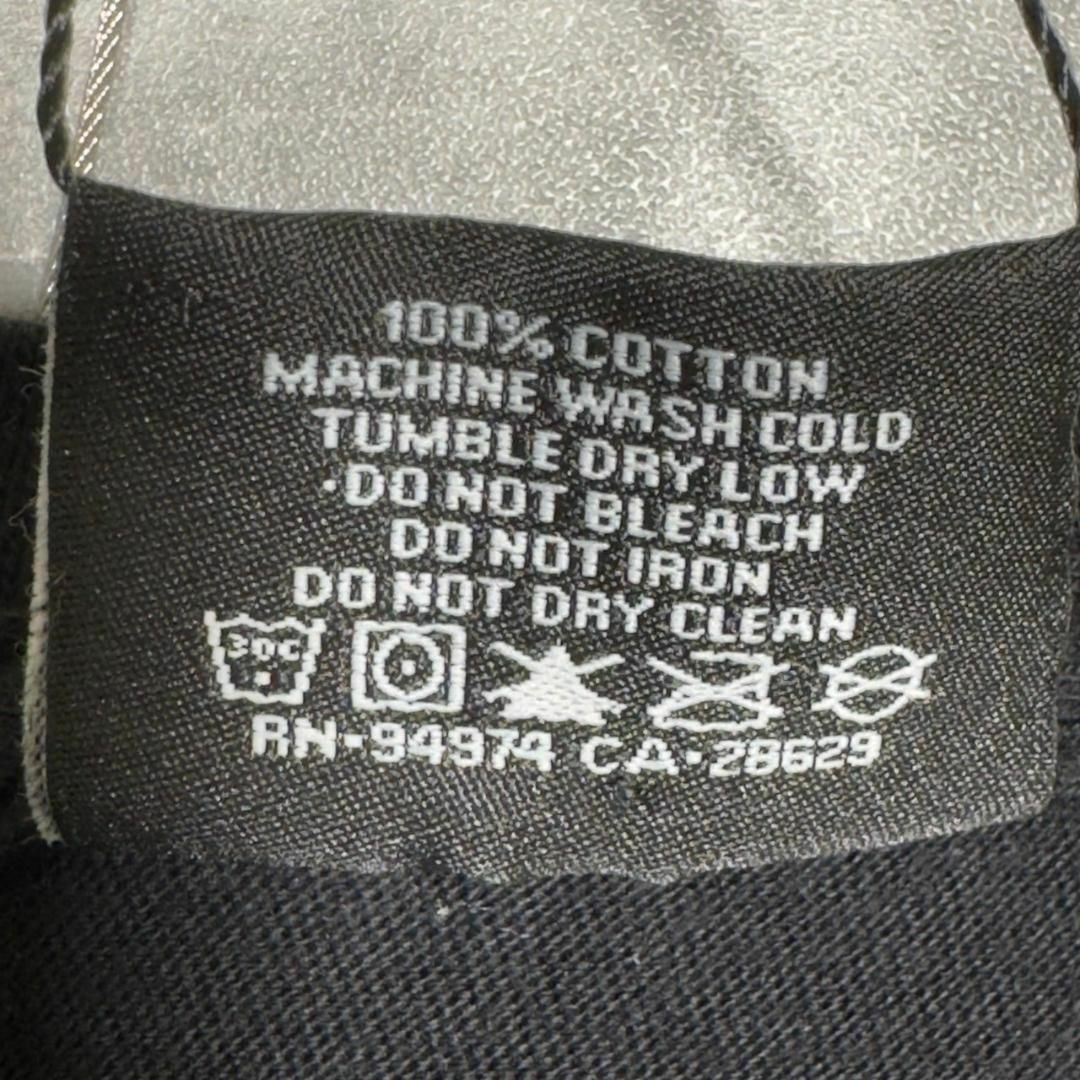 100% COTTON
MACHINE WASH COLD
TUMBLE DRY LOW
·DO NOT BLEACH
DO NOT IRON
DO NOT DRY CLEAN
30C
RN·94974 CA·28629